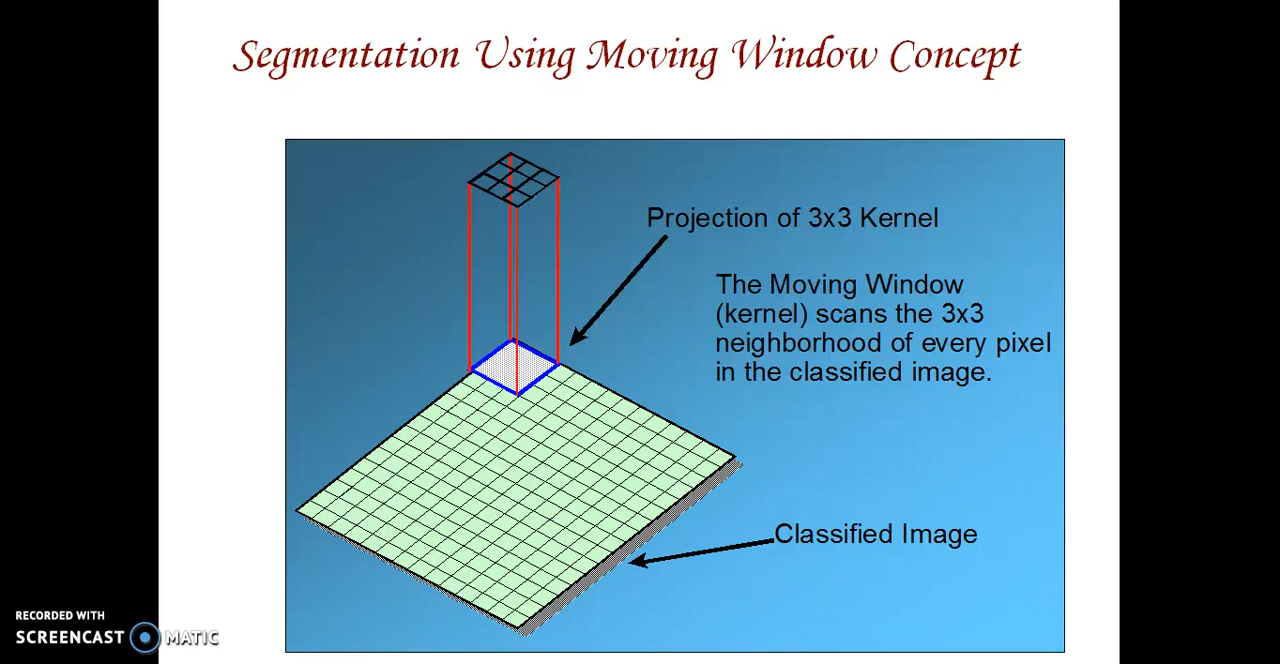 Segmentation Using Moving Window Concept
Projection of 3x3 Kernel
The Moving Window
(kernel) scans the 3x3
neighborhood of every pixel
in the classified image.
Classified Image
RECORDED WITH
SCREENCAST MATIC